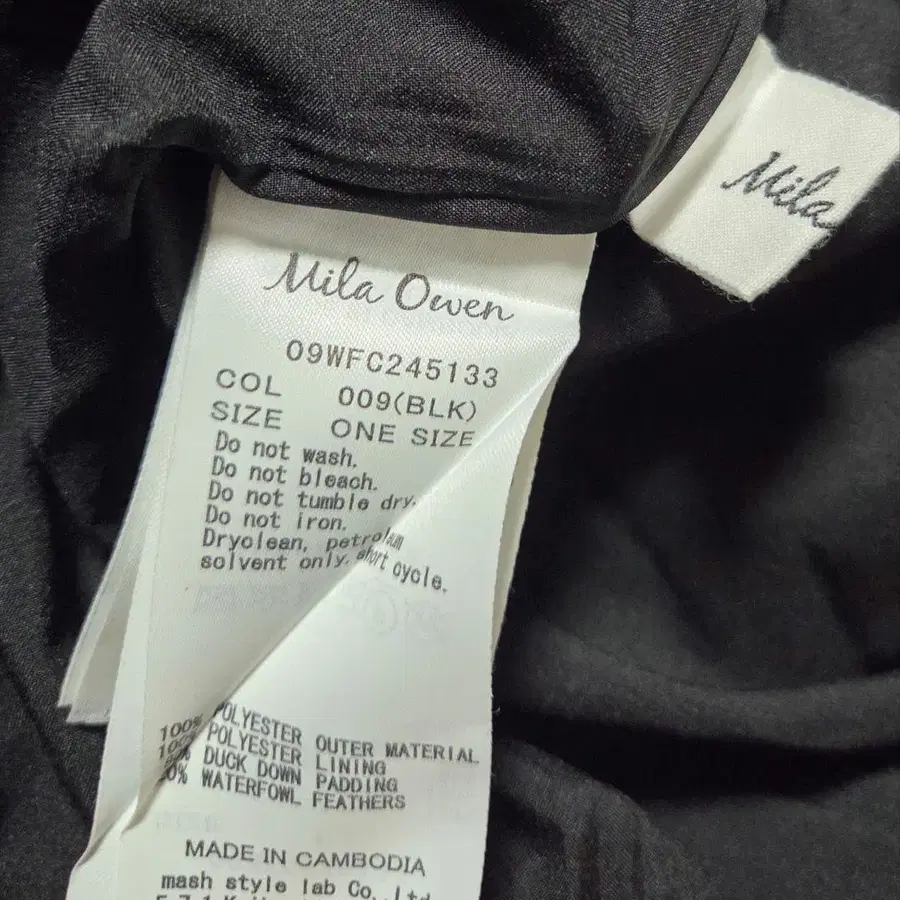 Mila
Mila Owen
09WFC245133
COL 009(BLK)
SIZE ONE SIZE
Do not wash.
Do not bleach.
Do not tumble dry.
Do not iron.
Dryclean, petroleum
solvent only. short cycle.
100% POLYESTER OUTER MATERIAL
100% POLYESTER LINING
DUCK DOWN PADDING
WATERFOWL FEATHERS
MADE IN CAMBODIA
mash style lab Co.,Ltd.